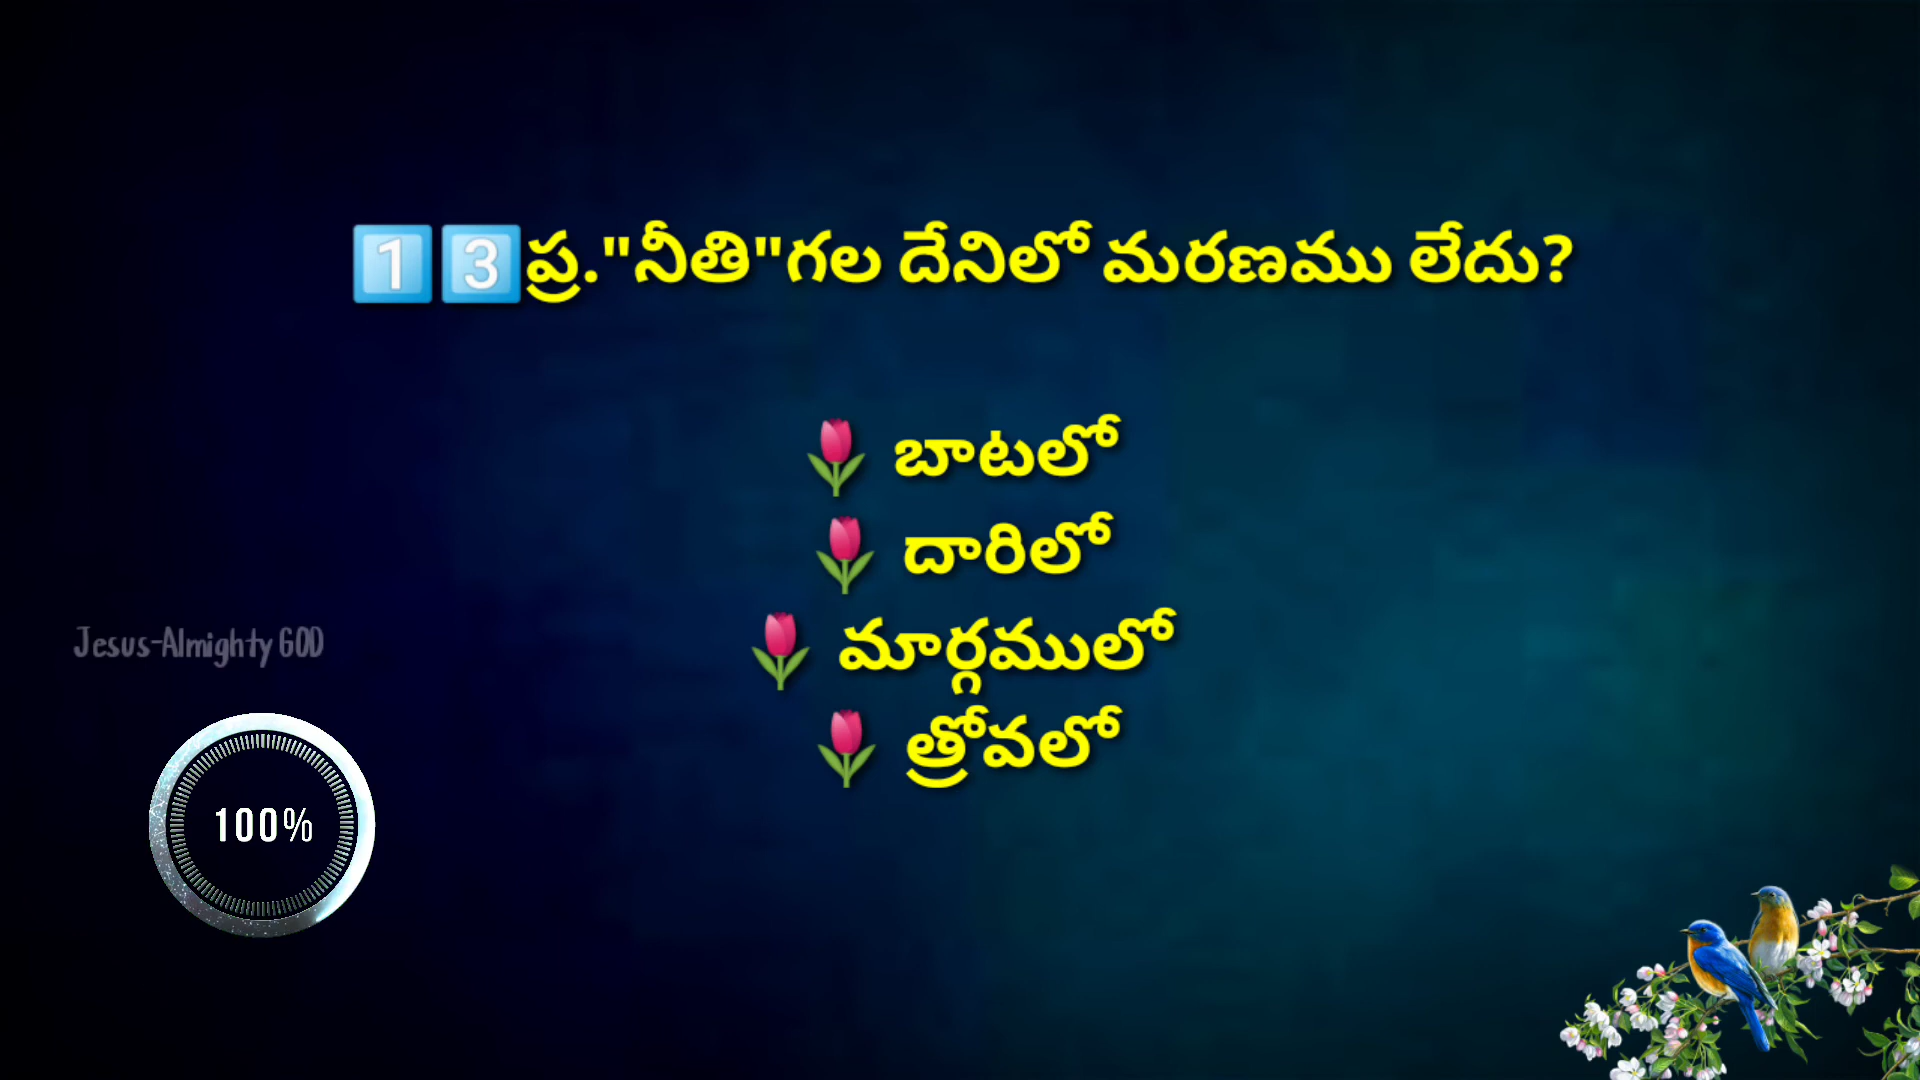 1️⃣3️⃣ప్ర."నీతి"గల దేనిలో మరణము లేదు?
🌷 బాటలో
🌷 దారిలో
🌷 మార్గములో
🌷 త్రోవలో
Jesus-Almighty GOD
100%